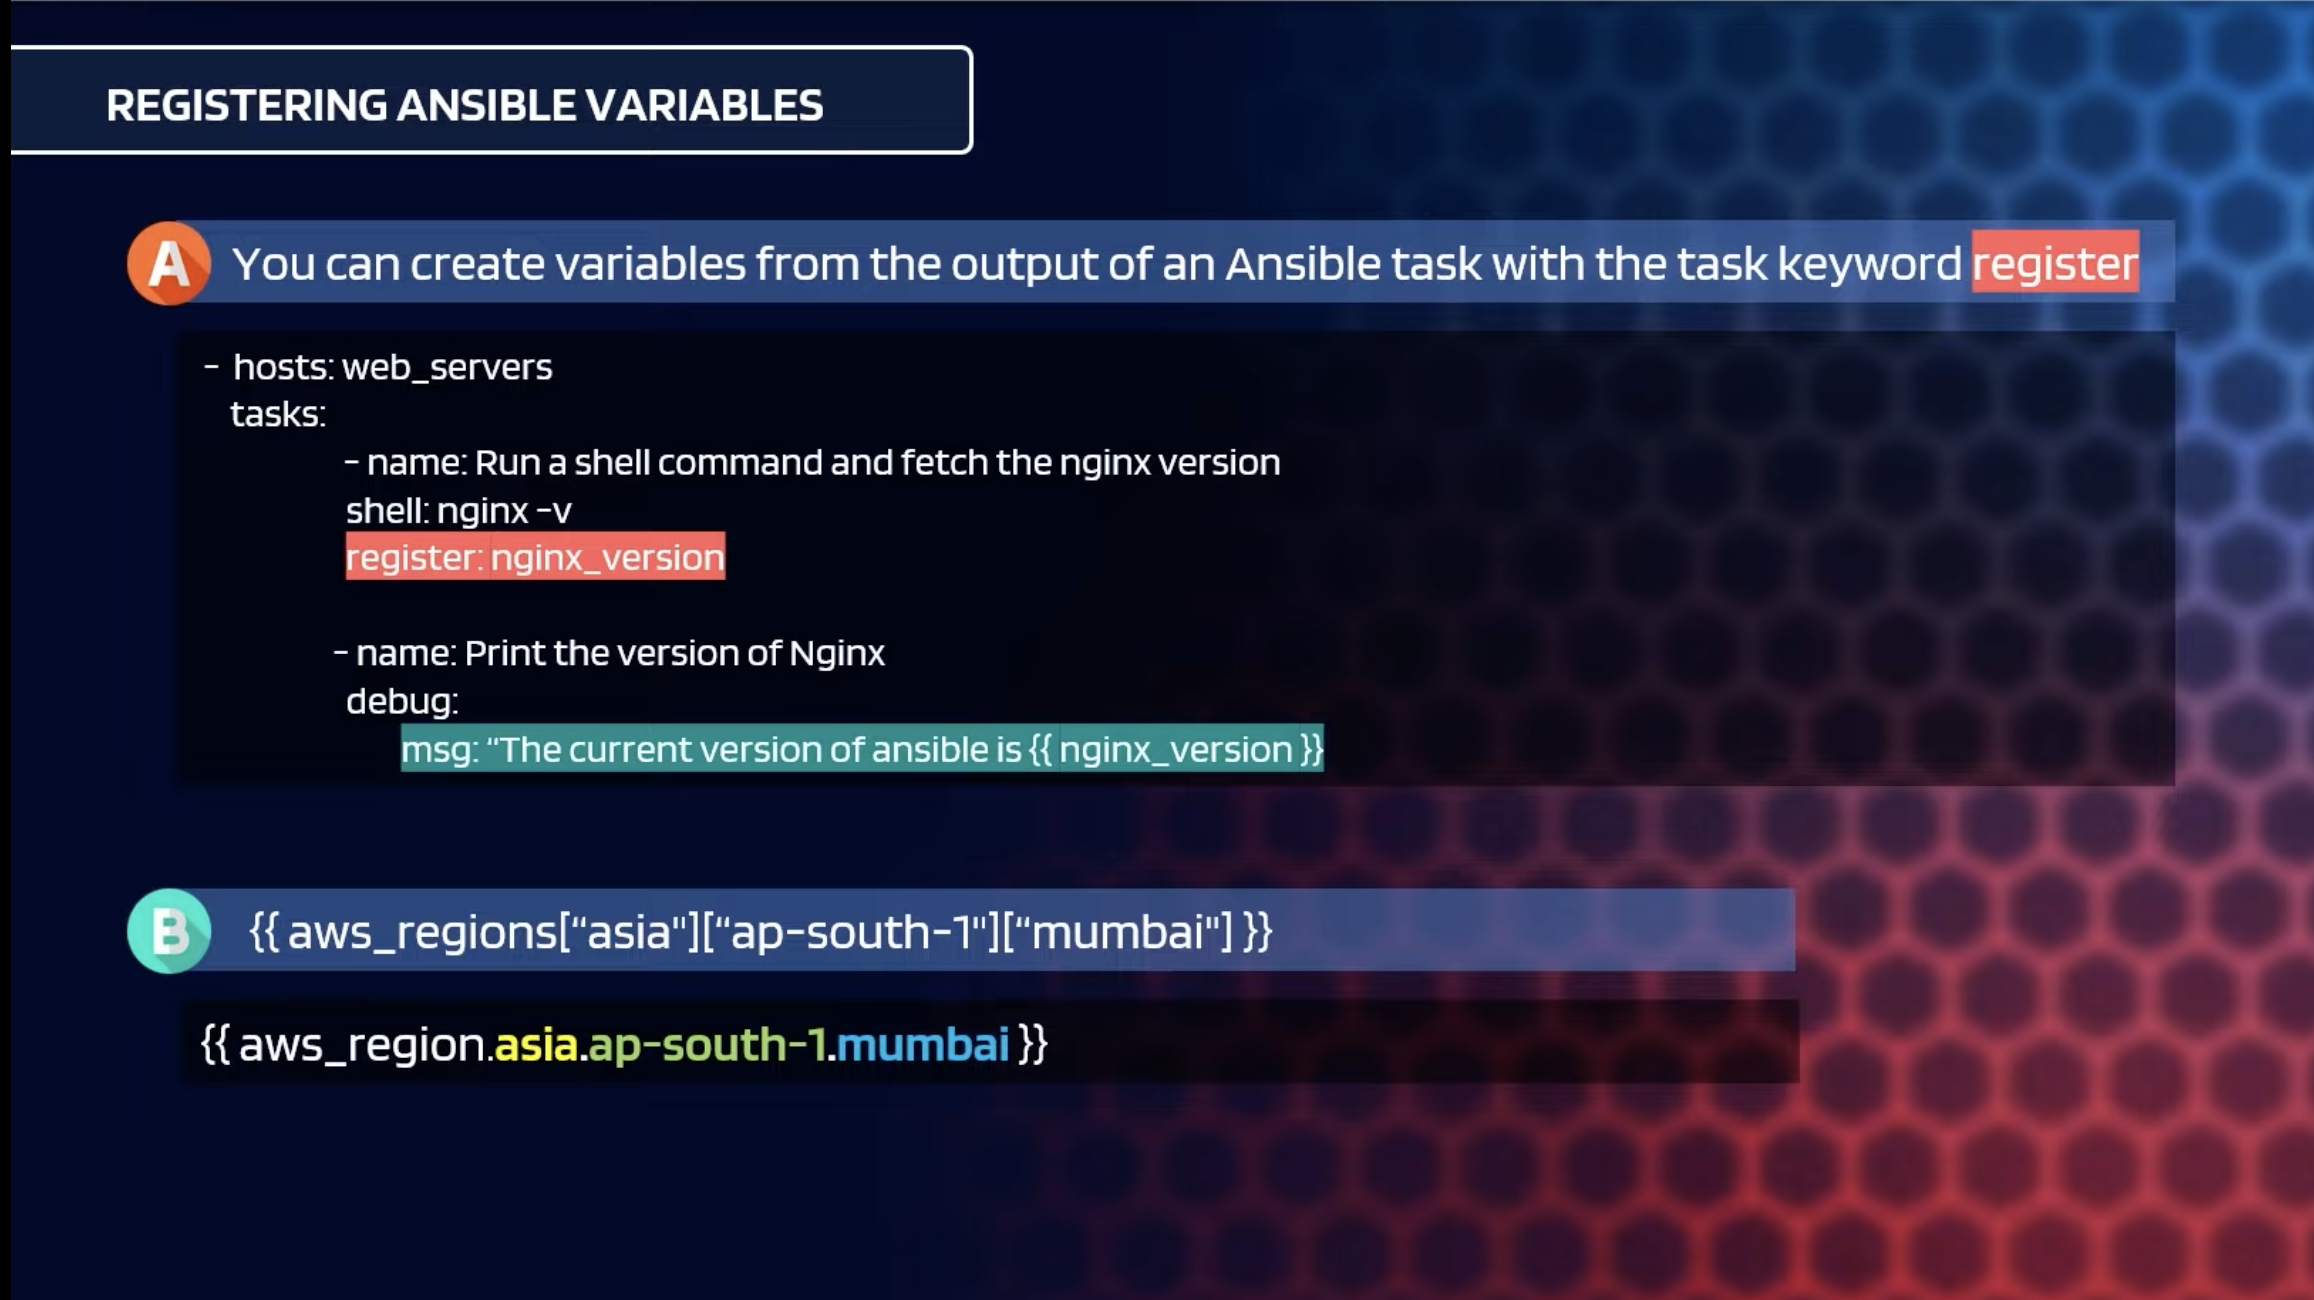 REGISTERING ANSIBLE VARIABLES
A You can create variables from the output of an Ansible task with the task keyword register
- hosts: web_servers
tasks:
- name: Run a shell command and fetch the nginx version
shell: nginx -v
register: nginx_version
- name: Print the version of Nginx
debug:
msg: “The current version of ansible is {{ nginx_version }}
B {{ aws_regions[“asia"][“ap-south-1"][“mumbai"] }}
{{ aws_region.asia.ap-south-1.mumbai }}